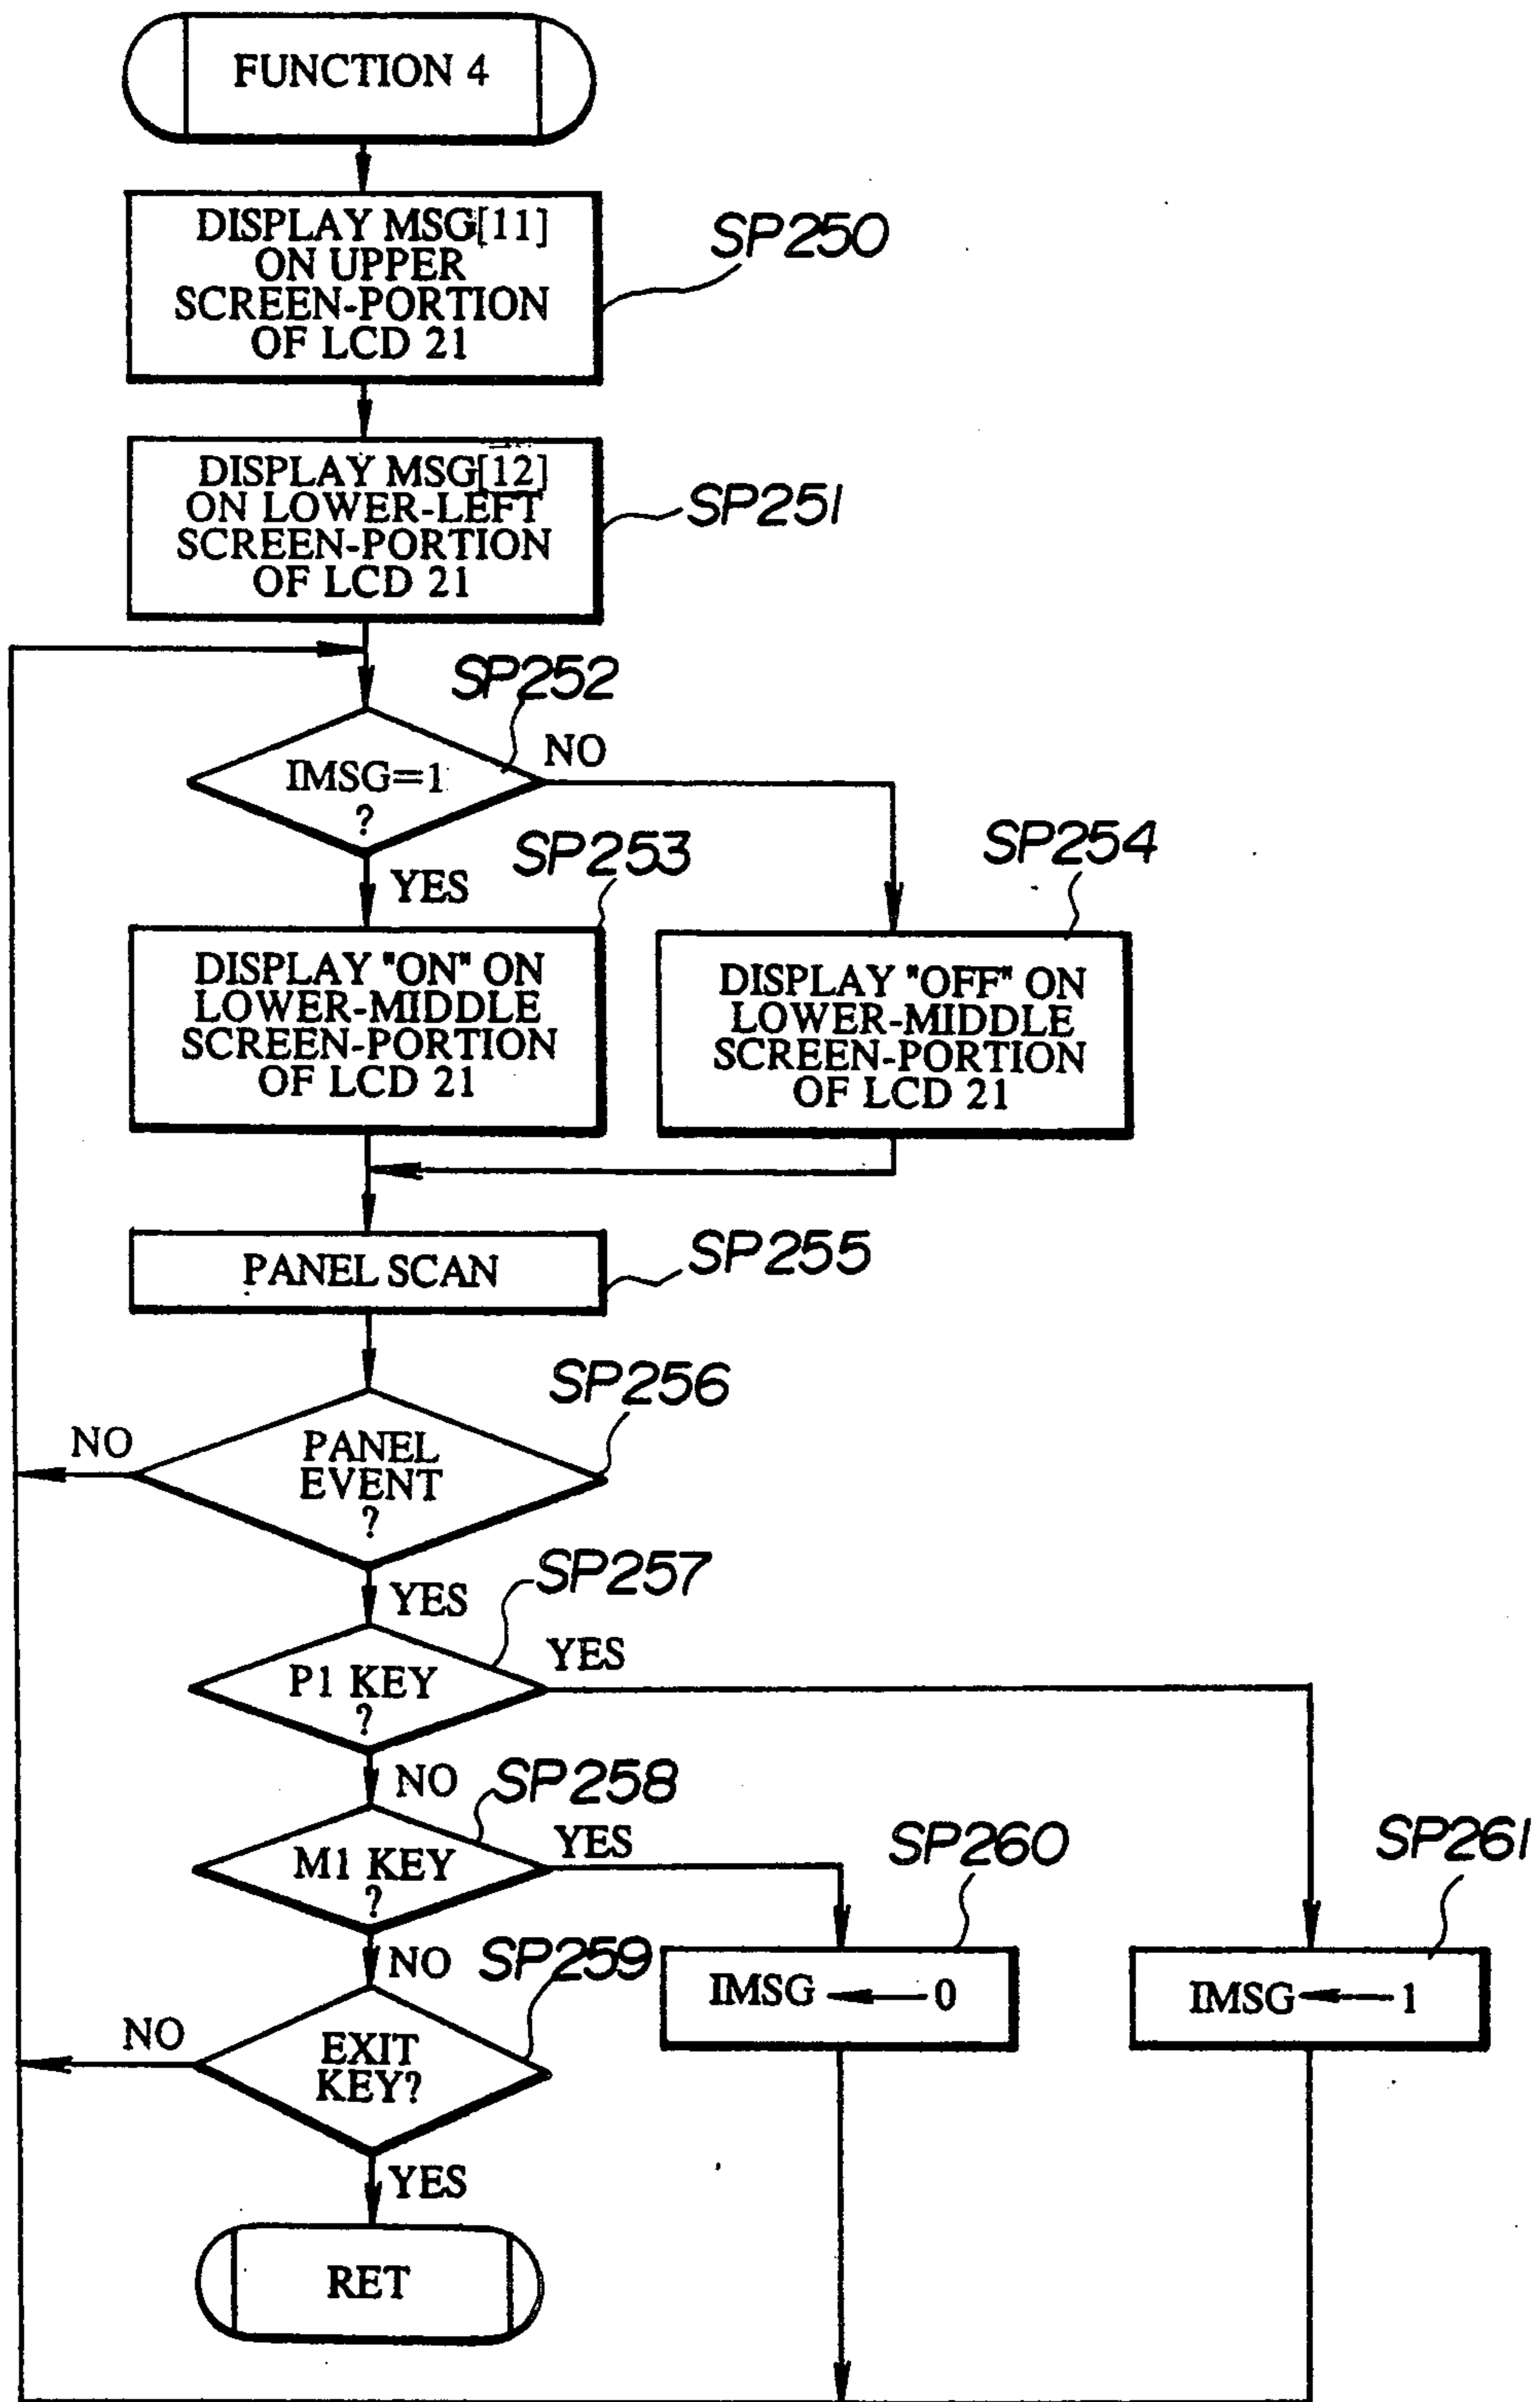 FUNCTION 4
DISPLAY MSG[11]
ON UPPER
SCREEN-PORTION
OF LCD 21
SP250
DISPLAY MSG[12]
ON LOWER-LEFT
SCREEN-PORTION
OF LCD 21
SP251
SP252
IMSG=1
?
NO
YES
SP253
DISPLAY "ON" ON
LOWER-MIDDLE
SCREEN-PORTION
OF LCD 21
SP254
DISPLAY "OFF" ON
LOWER-MIDDLE
SCREEN-PORTION
OF LCD 21
PANEL SCAN
SP255
SP256
PANEL
EVENT
?
NO
YES
SP257
P1 KEY
?
YES
NO
SP258
M1 KEY
?
YES
NO
SP259
SP260
IMSG ← 0
SP261
IMSG ← 1
EXIT
KEY?
NO
YES
RET